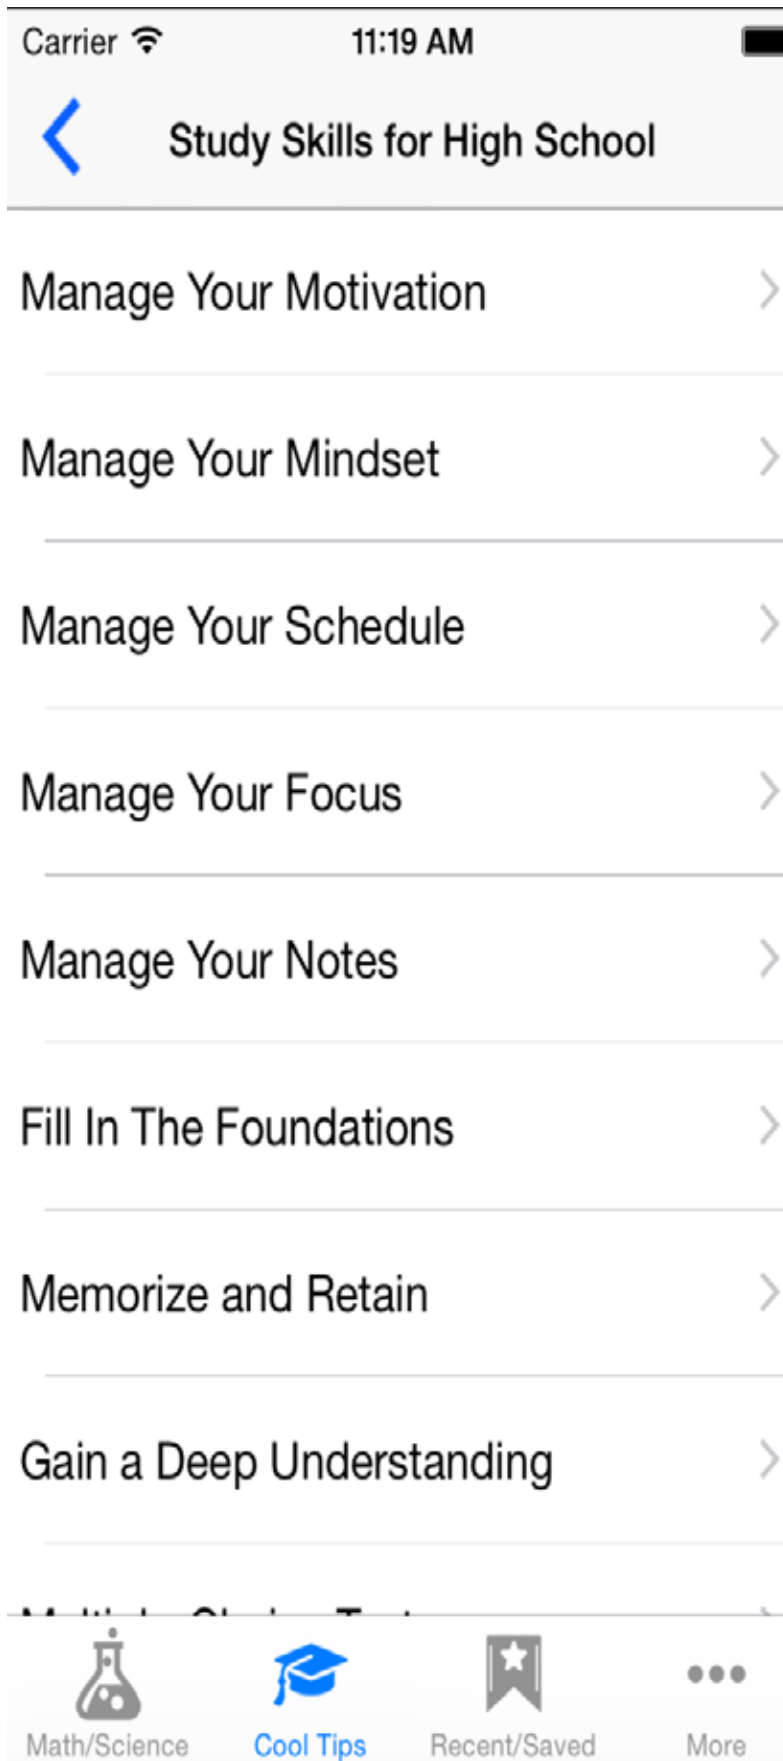 Carrier
11:19 AM
Study Skills for High School
Manage Your Motivation
Manage Your Mindset
Manage Your Schedule
Manage Your Focus
Manage Your Notes
Fill In The Foundations
Memorize and Retain
Gain a Deep Understanding
Math/Science
Cool Tips
Recent/Saved
More